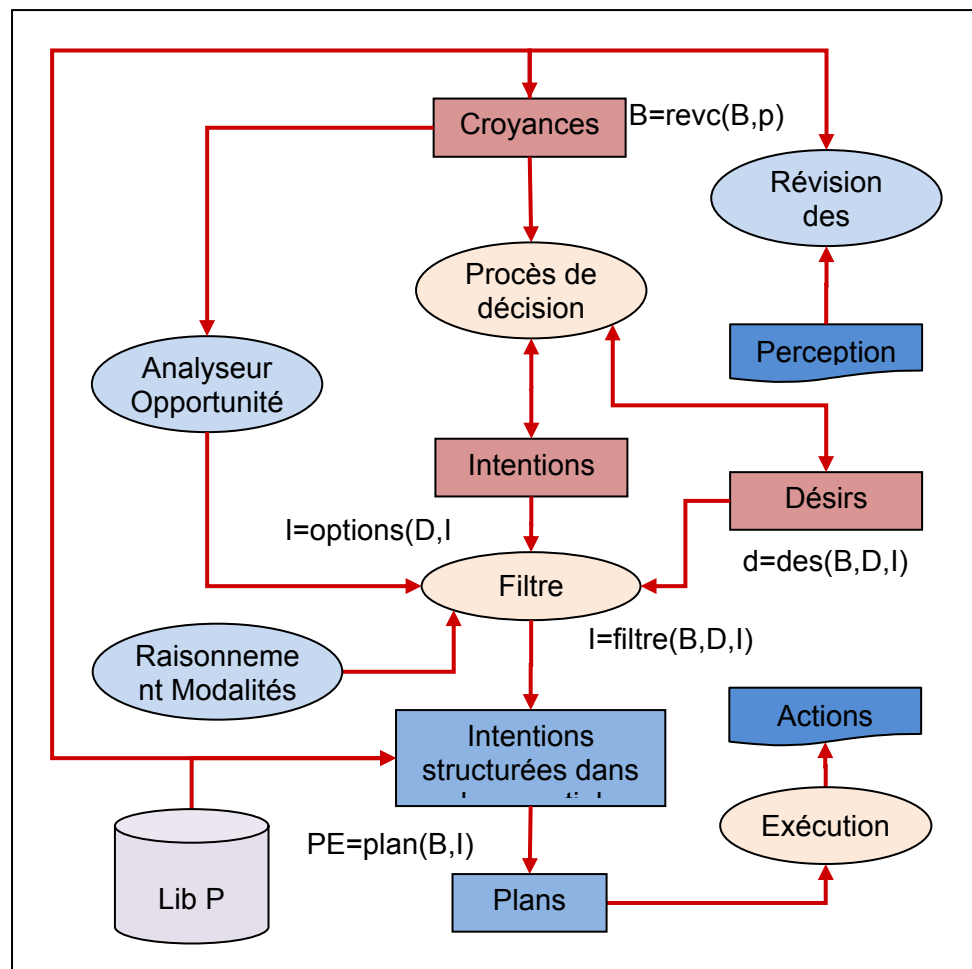 Croyances
B=revc(B,p)
Révision
des
Procès de
décision
Perception
Analyseur
Opportunité
Intentions
Désirs
I=options(D,I
d=des(B,D,I)
Filtre
I=filtre(B,D,I)
Raisonneme
nt Modalités
Actions
Intentions
structurées dans
PE=plan(B,I)
Exécution
Lib P
Plans